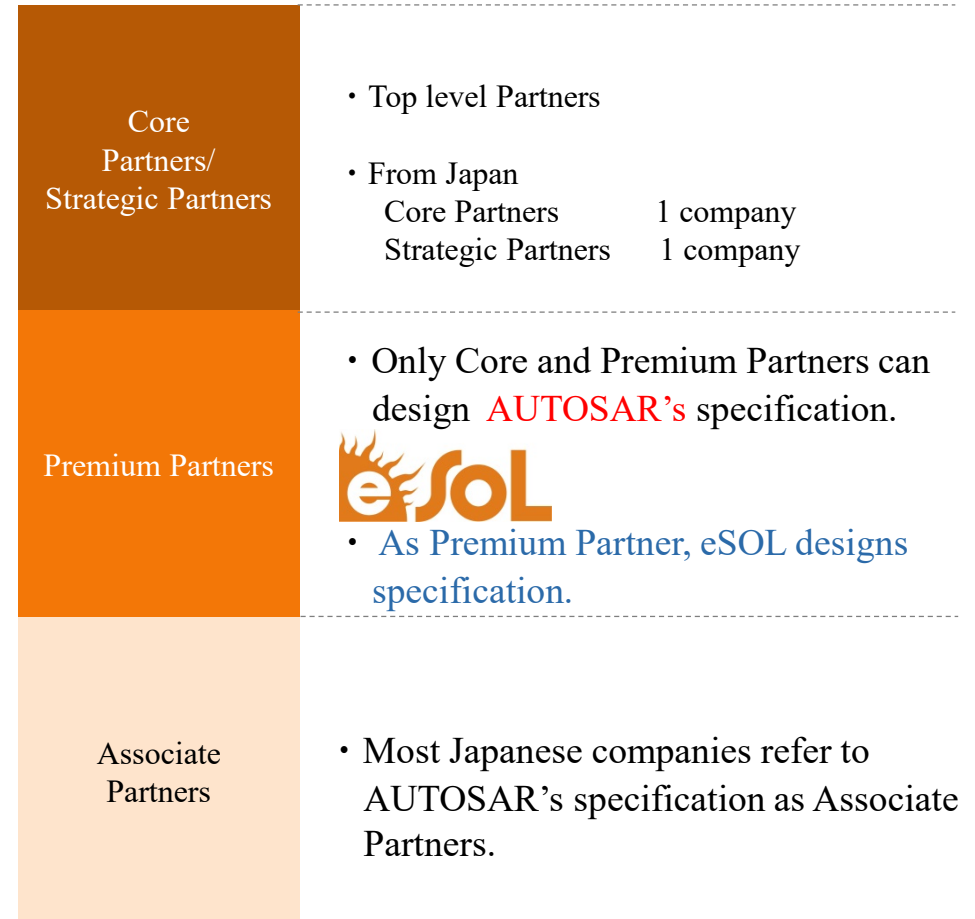 Core
Partners/
Strategic Partners
・Top level Partners
・From Japan
Core Partners 1 company
Strategic Partners 1 company
Premium Partners
・Only Core and Premium Partners can
design AUTOSAR’s specification.
eSOL
・ As Premium Partner, eSOL designs
specification.
Associate
Partners
・Most Japanese companies refer to
AUTOSAR’s specification as Associate
Partners.